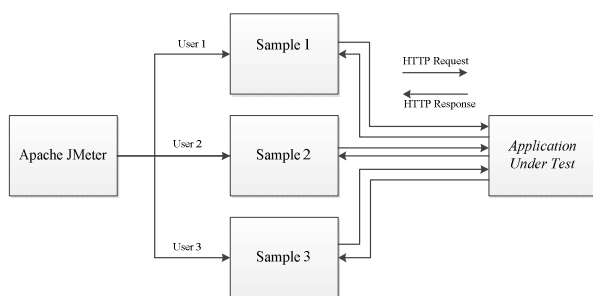 User 1
Sample 1
HTTP Request
HTTP Response
Apache JMeter
User 2
Sample 2
Application
Under Test
User 3
Sample 3